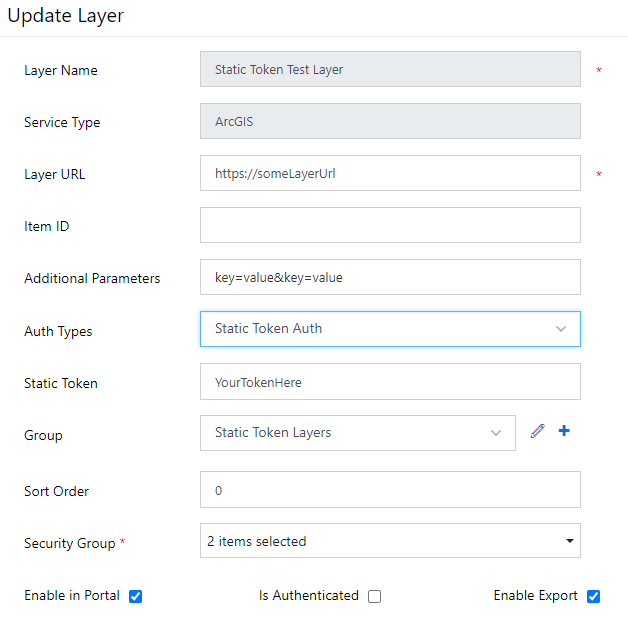 Update Layer
Layer Name Static Token Test Layer *
Service Type ArcGIS
Layer URL https://someLayerUrl *
Item ID
Additional Parameters key=value&key=value
Auth Types Static Token Auth
Static Token YourTokenHere
Group Static Token Layers
Sort Order 0
Security Group * 2 items selected
Enable in Portal Is Authenticated Enable Export